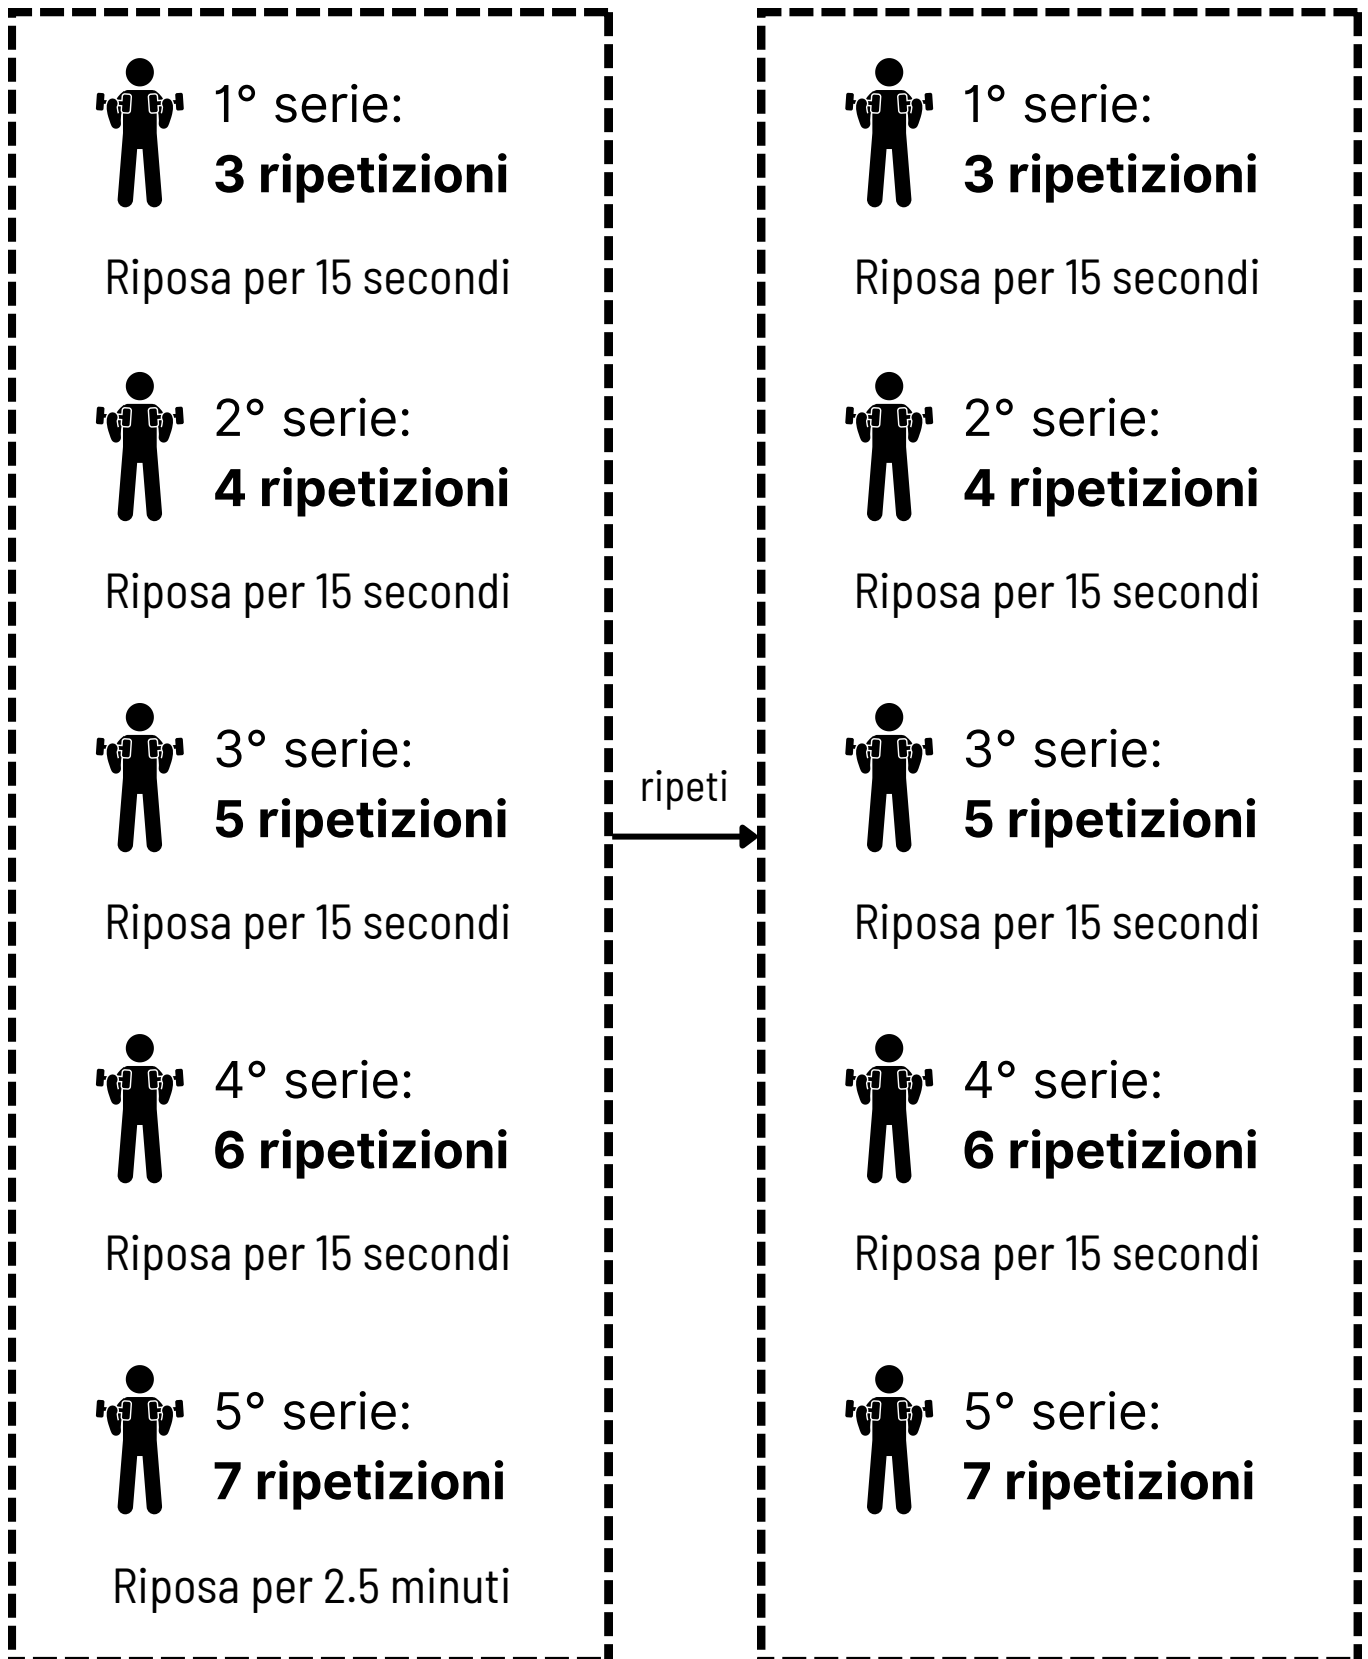 1° serie:
3 ripetizioni
Riposa per 15 secondi
2° serie:
4 ripetizioni
Riposa per 15 secondi
3° serie:
5 ripetizioni
Riposa per 15 secondi
4° serie:
6 ripetizioni
Riposa per 15 secondi
5° serie:
7 ripetizioni
Riposa per 2.5 minuti
ripeti
1° serie:
3 ripetizioni
Riposa per 15 secondi
2° serie:
4 ripetizioni
Riposa per 15 secondi
3° serie:
5 ripetizioni
Riposa per 15 secondi
4° serie:
6 ripetizioni
Riposa per 15 secondi
5° serie:
7 ripetizioni